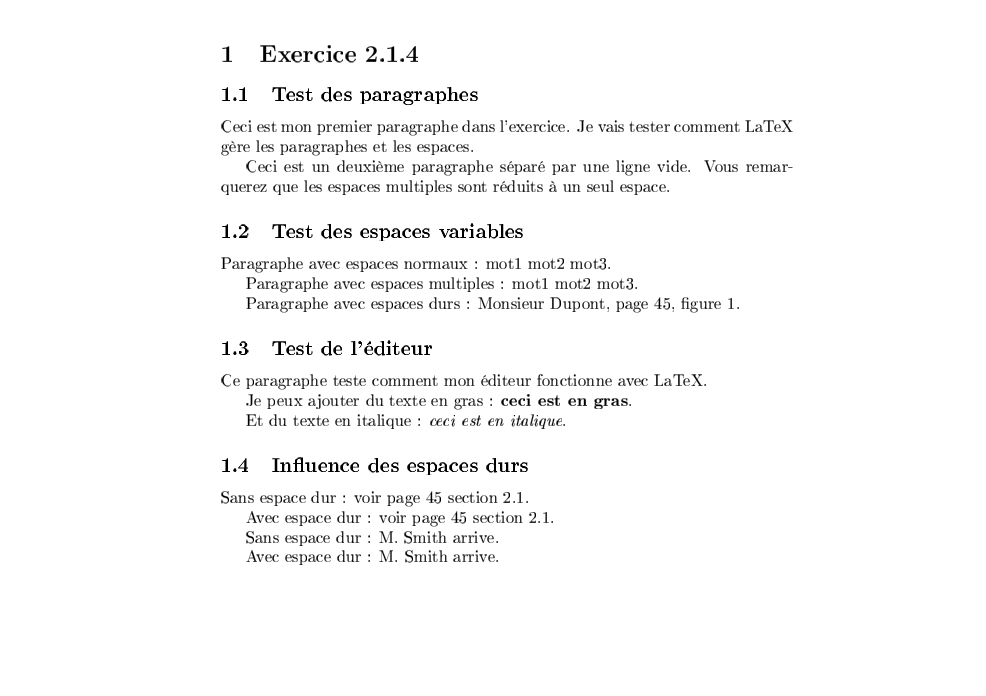 1 Exercice 2.1.4
1.1 Test des paragraphes
Ceci est mon premier paragraphe dans l'exercice. Je vais tester comment LaTeX
gère les paragraphes et les espaces.
Ceci est un deuxième paragraphe séparé par une ligne vide. Vous remar-
querez que les espaces multiples sont réduits à un seul espace.
1.2 Test des espaces variables
Paragraphe avec espaces normaux : mot1 mot2 mot3.
Paragraphe avec espaces multiples : mot1 mot2 mot3.
Paragraphe avec espaces durs : Monsieur Dupont, page 45, figure 1.
1.3 Test de l'éditeur
Ce paragraphe teste comment mon éditeur fonctionne avec LaTeX.
Je peux ajouter du texte en gras : ceci est en gras.
Et du texte en italique : ceci est en italique.
1.4 Influence des espaces durs
Sans espace dur : voir page 45 section 2.1.
Avec espace dur : voir page 45 section 2.1.
Sans espace dur : M. Smith arrive.
Avec espace dur : M. Smith arrive.